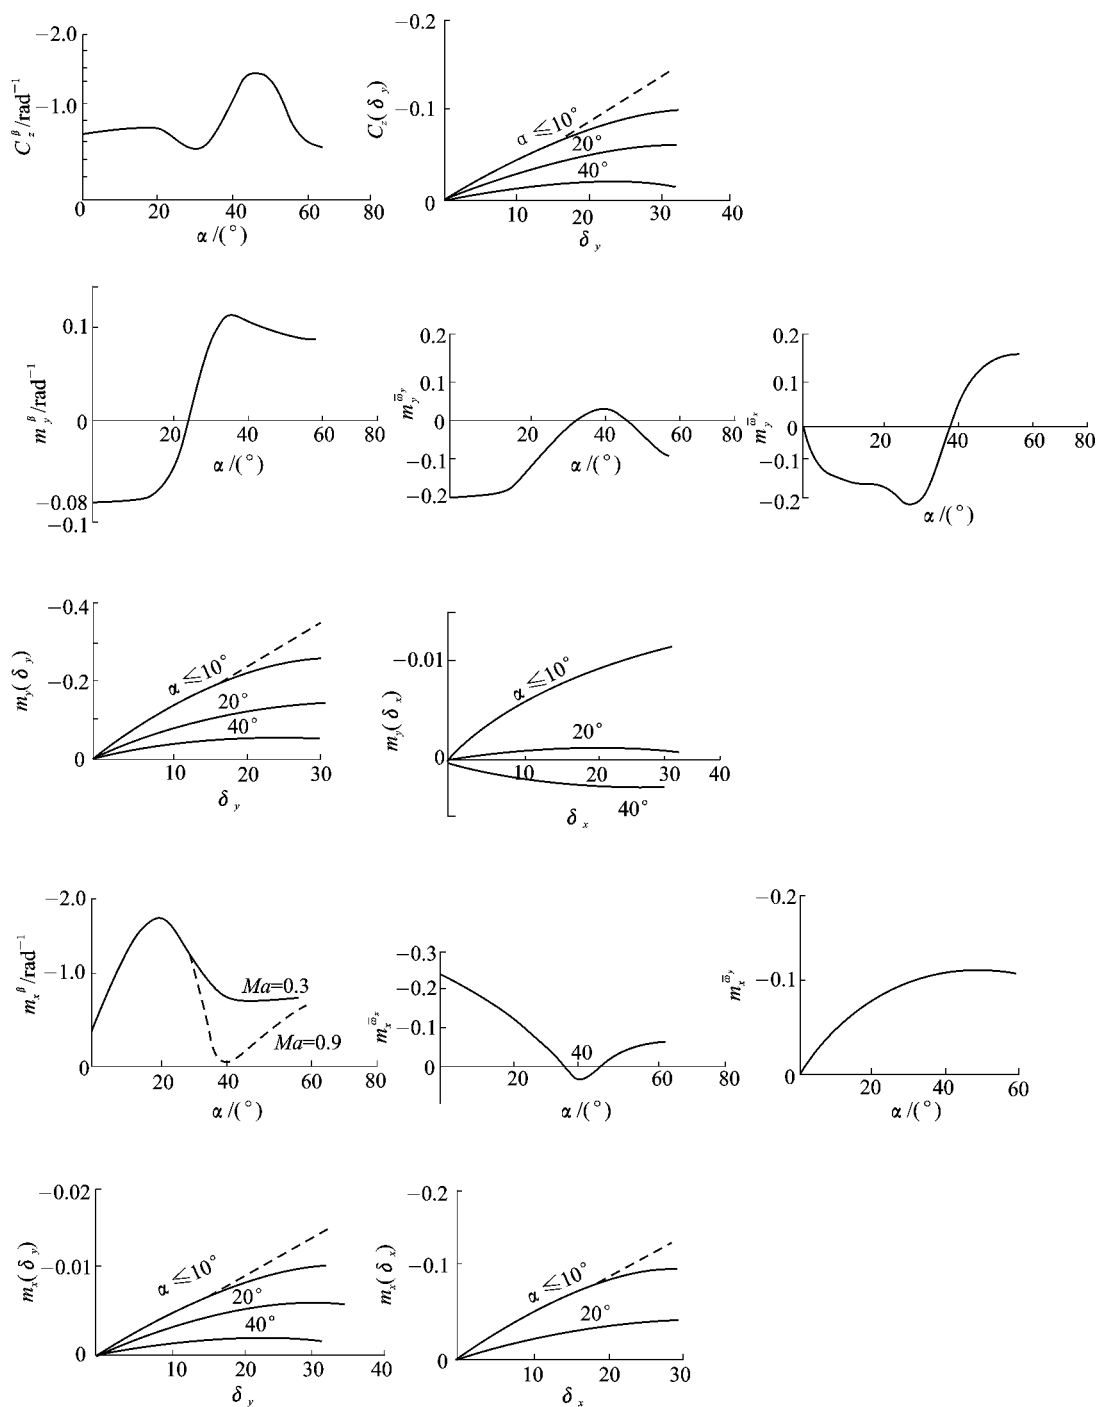 −2.0
−1.0
C_z^β/rad⁻¹
0 20 40 60 80
α/(°)
−0.2
−0.1
C_z(δ_y)
α≤10°
20°
40°
0
10 20 30 40
δ_y
0.1
0
−0.08
−0.1
m_y^β/rad⁻¹
20 40 60 80
α/(°)
0.2
0.1
0
−0.1
−0.2
m_y^ω̄_y
20 40 60 80
α/(°)
0.2
0.1
0
−0.1
−0.2
m_y^ω̄_x
20 40 60 80
α/(°)
−0.4
−0.2
0
m_y(δ_y)
α≤10°
20°
40°
10 20 30
δ_y
−0.01
0
m_y(δ_x)
α≤10°
20°
10 20 30 40
40°
δ_x
−2.0
−1.0
0
m_x^β/rad⁻¹
Ma=0.3
Ma=0.9
20 40 60 80
α/(°)
−0.3
−0.2
−0.1
0
m_x^ω̄_x
40
20 60 80
α/(°)
−0.2
−0.1
0
m_x^ω̄_y
20 40 60
α/(°)
−0.02
−0.01
0
m_x(δ_y)
α≤10°
20°
40°
10 20 30 40
δ_y
−0.2
−0.1
0
m_x(δ_x)
α≤10°
20°
10 20 30
δ_x